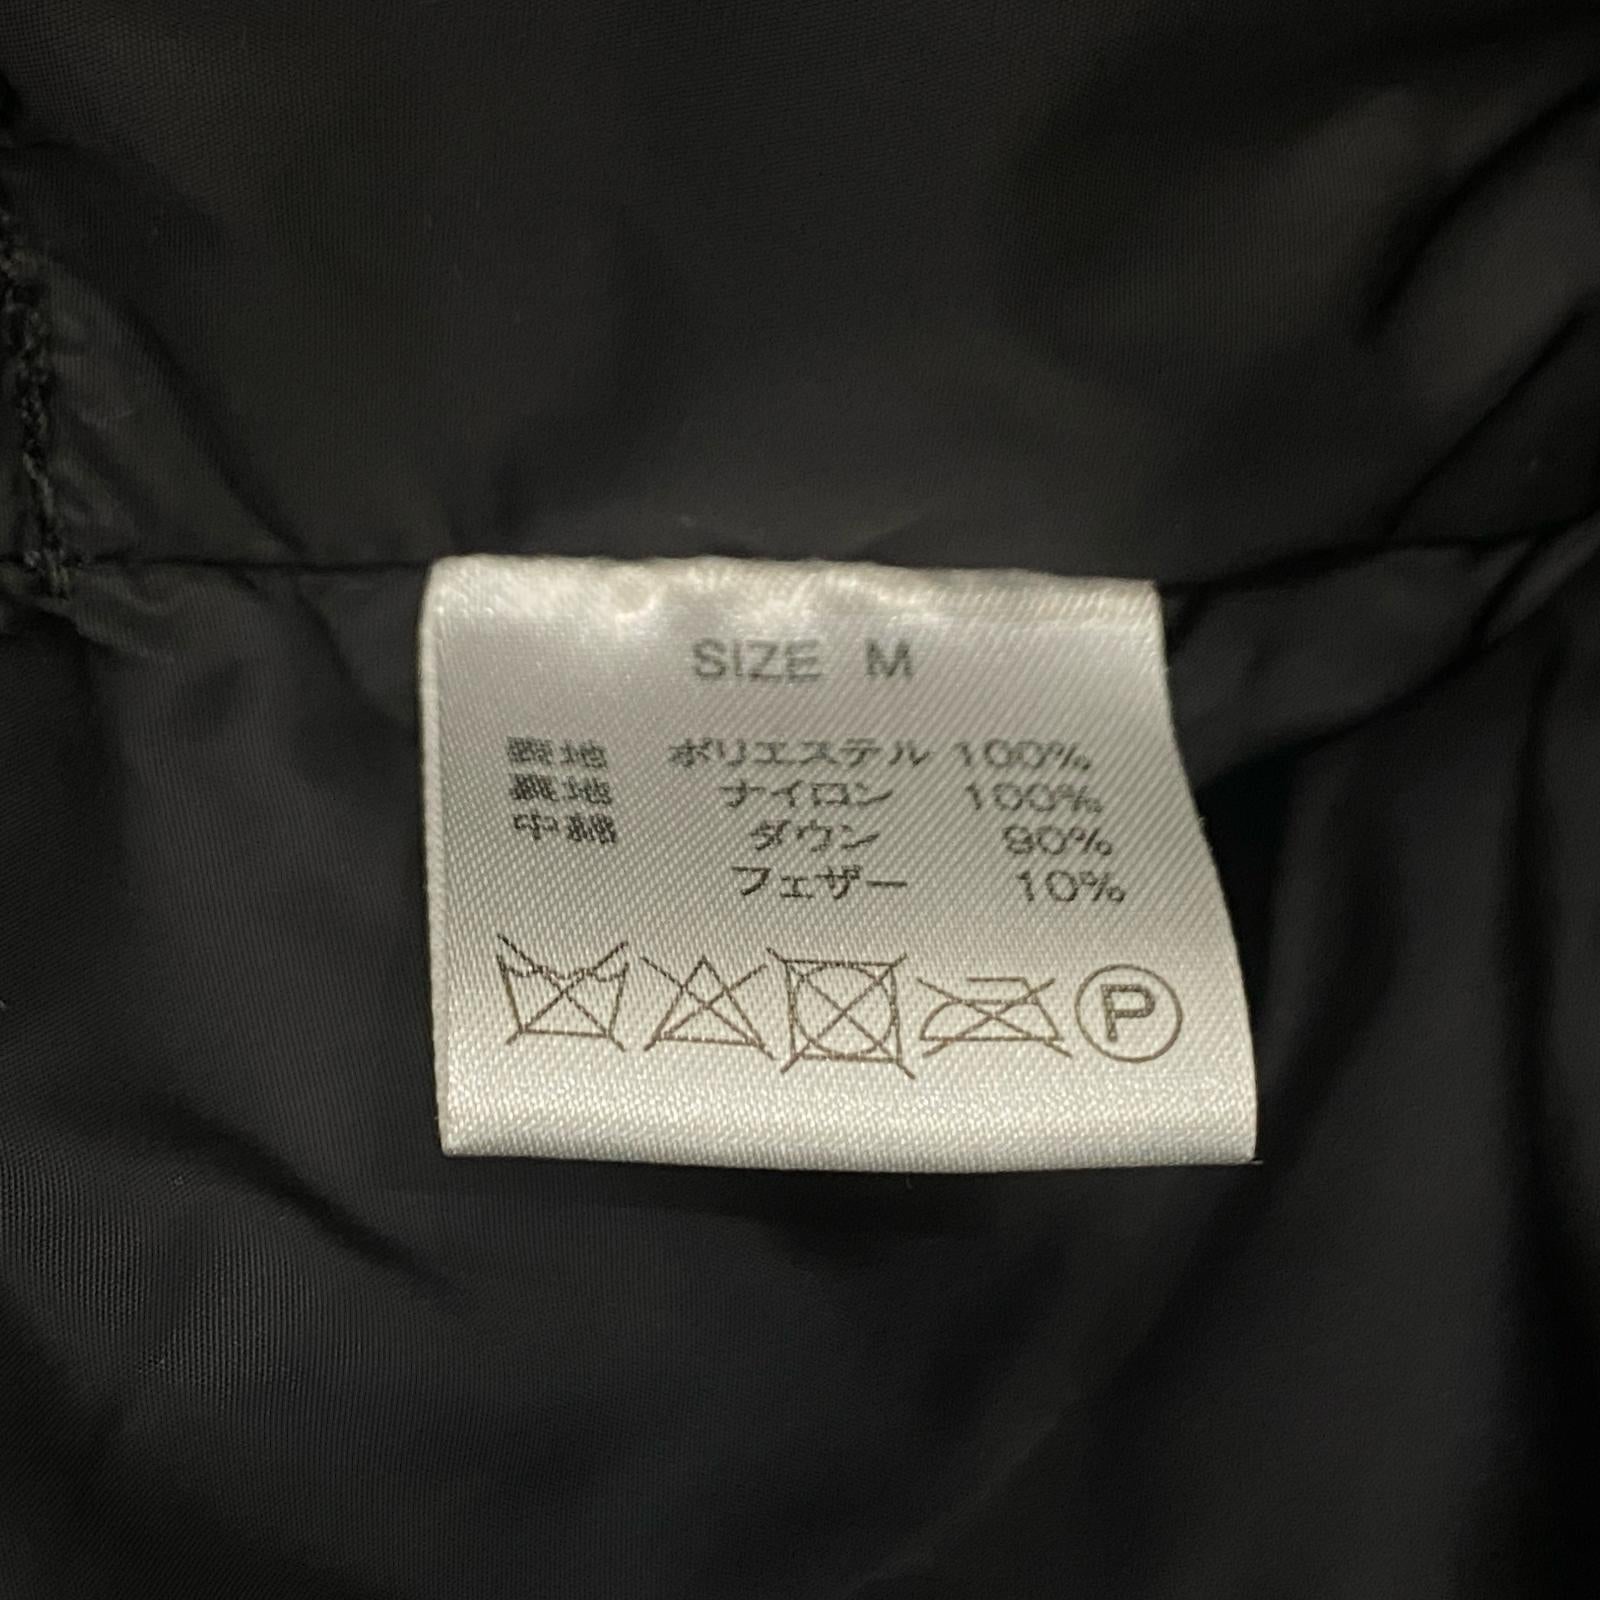 SIZE M
表地 ポリエステル 100%
裏地 ナイロン 100%
中綿 ダウン 90%
フェザー 10%
P